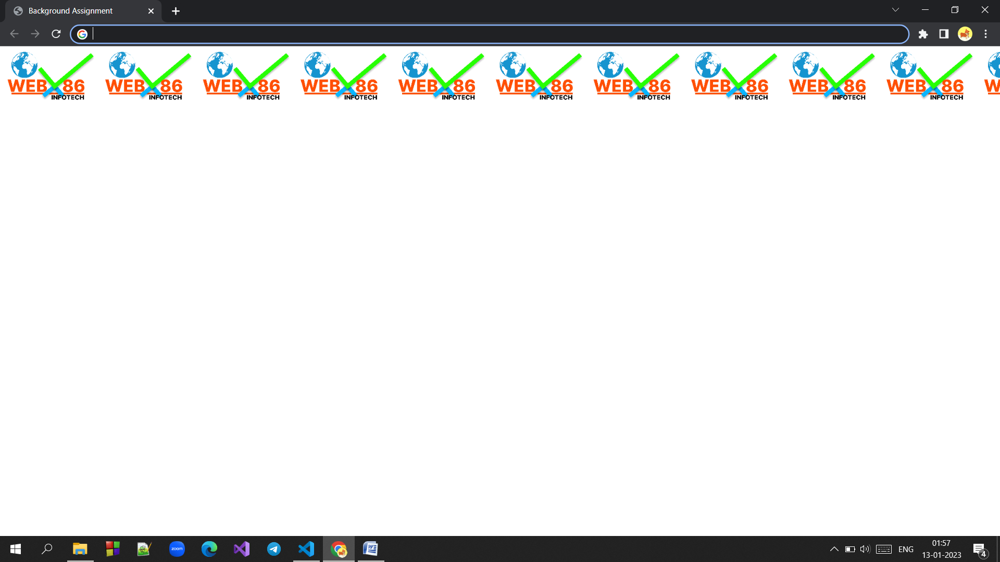 Background Assignment
WEB 86 WEB 86 WEB 86 WEB 86 WEB 86 WEB 86 WEB 86 WEB 86 WEB 86 WEB 86 W
INFOTECH INFOTECH INFOTECH INFOTECH INFOTECH INFOTECH INFOTECH INFOTECH INFOTECH INFOTECH
zoom
W
ENG
01:57
13-01-2023
4